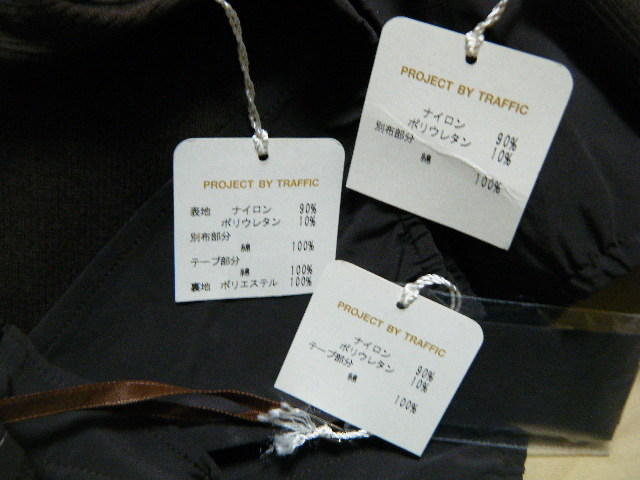 PROJECT BY TRAFFIC
ナイロン 90%
ポリウレタン 10%
別布部分
綿 100%
PROJECT BY TRAFFIC
表地 ナイロン 90%
ポリウレタン 10%
別布部分
綿 100%
テープ部分
綿 100%
裏地 ポリエステル 100%
PROJECT BY TRAFFIC
ナイロン 90%
ポリウレタン 10%
テープ部分
綿 100%